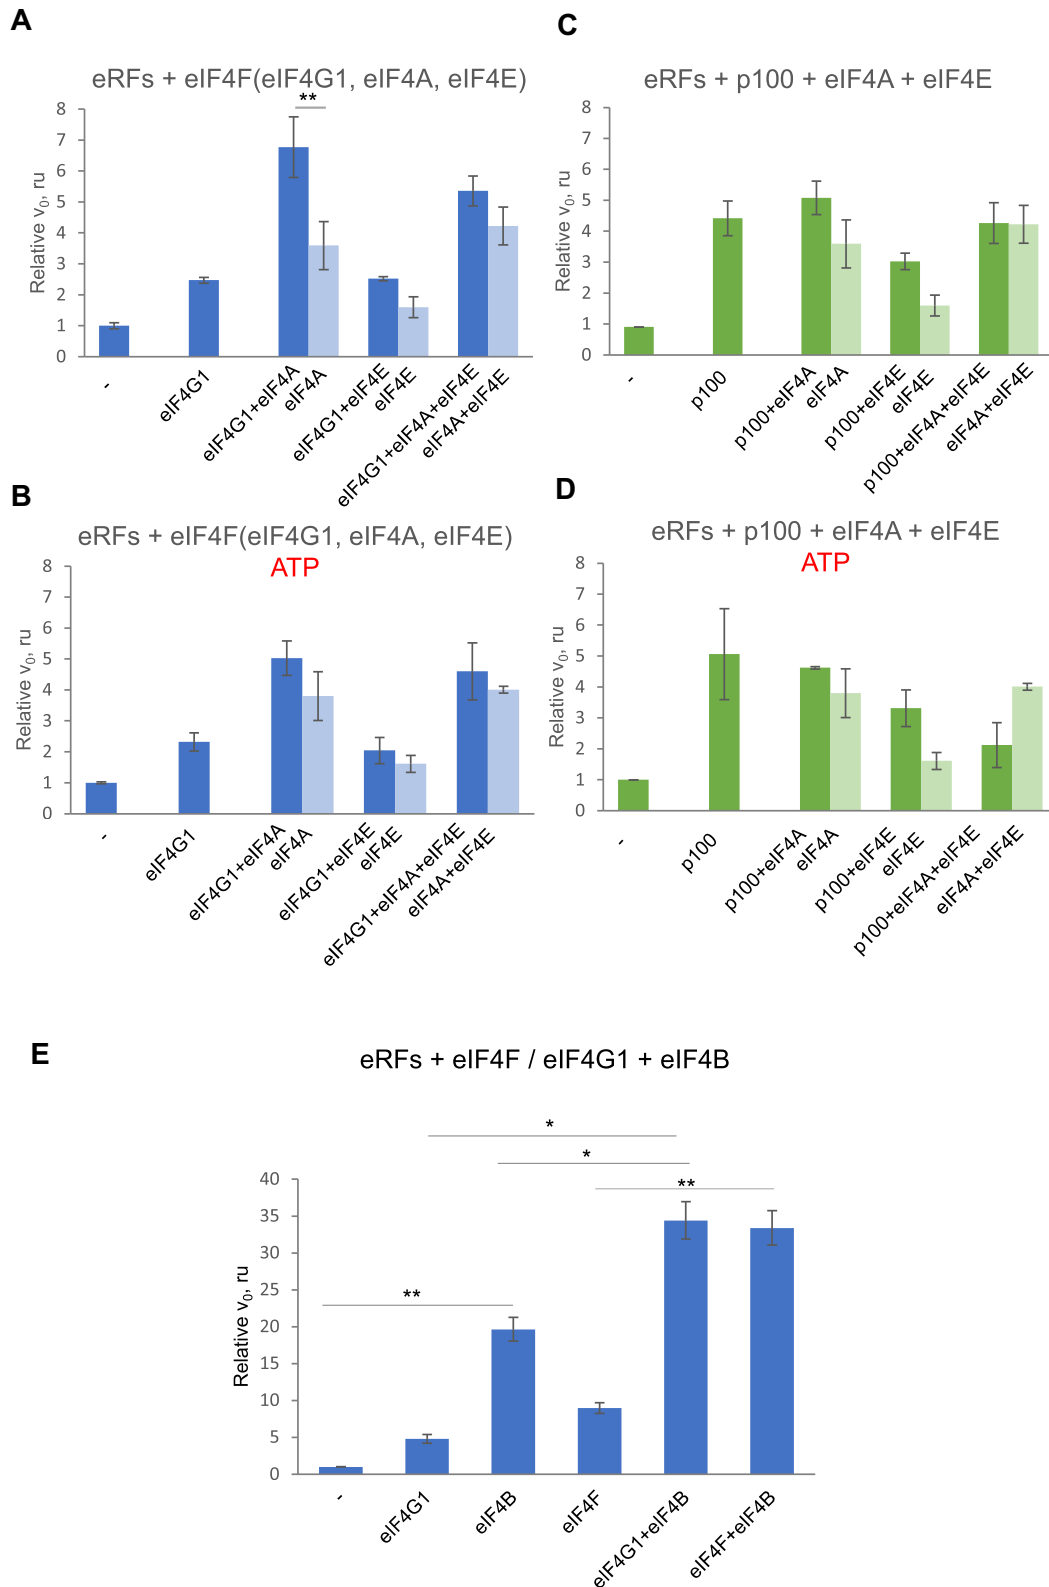 A
eRFs + eIF4F(eIF4G1, eIF4A, eIF4E)
**
Relative v0, ru
8
7
6
5
4
3
2
1
0
-
eIF4G1
eIF4G1+eIF4A
eIF4A
eIF4G1+eIF4E
eIF4E
eIF4G1+eIF4A+eIF4E
eIF4A+eIF4E
C
eRFs + p100 + eIF4A + eIF4E
Relative v0, ru
8
7
6
5
4
3
2
1
0
-
p100
p100+eIF4A
eIF4A
p100+eIF4E
eIF4E
p100+eIF4A+eIF4E
eIF4A+eIF4E
B
eRFs + eIF4F(eIF4G1, eIF4A, eIF4E)
ATP
Relative v0, ru
8
7
6
5
4
3
2
1
0
-
eIF4G1
eIF4G1+eIF4A
eIF4A
eIF4G1+eIF4E
eIF4E
eIF4G1+eIF4A+eIF4E
eIF4A+eIF4E
D
eRFs + p100 + eIF4A + eIF4E
ATP
Relative v0, ru
8
7
6
5
4
3
2
1
0
-
p100
p100+eIF4A
eIF4A
p100+eIF4E
eIF4E
p100+eIF4A+eIF4E
eIF4A+eIF4E
E
eRFs + eIF4F / eIF4G1 + eIF4B
*
*
**
**
Relative v0, ru
40
35
30
25
20
15
10
5
0
-
eIF4G1
eIF4B
eIF4F
eIF4G1+eIF4B
eIF4F+eIF4B